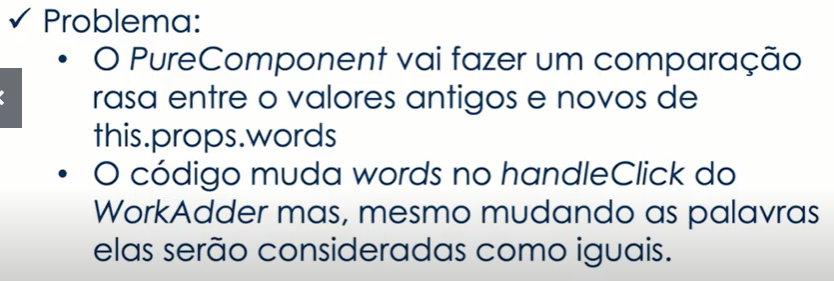 ✓ Problema:
• O PureComponent vai fazer um comparação
rasa entre o valores antigos e novos de
this.props.words
• O código muda words no handleClick do
WorkAdder mas, mesmo mudando as palavras
elas serão consideradas como iguais.